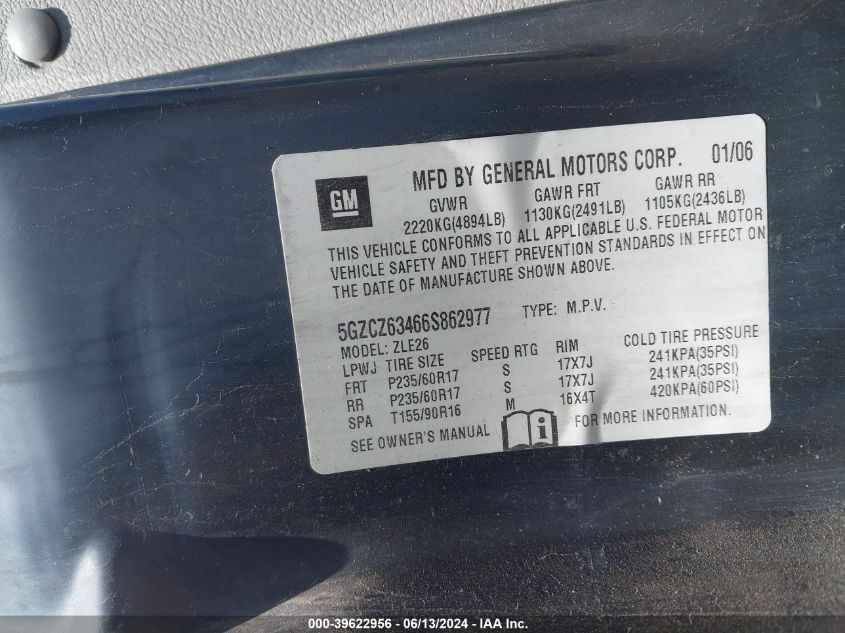 MFD BY GENERAL MOTORS CORP. 01/06
GM
GVWR GAWR FRT GAWR RR
2220KG(4894LB) 1130KG(2491LB) 1105KG(2436LB)
THIS VEHICLE CONFORMS TO ALL APPLICABLE U.S. FEDERAL MOTOR
VEHICLE SAFETY AND THEFT PREVENTION STANDARDS IN EFFECT ON
THE DATE OF MANUFACTURE SHOWN ABOVE.
5GZCZ63466S862977 TYPE: M.P.V.
MODEL: ZLE26
LPWJ TIRE SIZE SPEED RTG RIM COLD TIRE PRESSURE
FRT P235/60R17 S 17X7J 241KPA(35PSI)
RR P235/60R17 S 17X7J 241KPA(35PSI)
SPA T155/90R16 M 16X4T 420KPA(60PSI)
SEE OWNER'S MANUAL i FOR MORE INFORMATION.
000-39622956 - 06/13/2024 - IAA Inc.